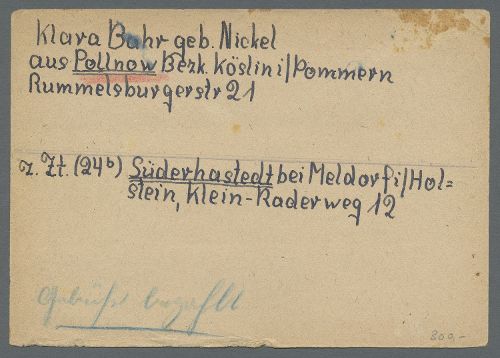 Klara Bahr geb. Nickel
aus Pollnow Bezk. Köslin i/Pommern
Rummelsburgerstr 21
z. Zt. (24b) Süderhastedt bei Meldorf i/Hol=
stein, Klein-Raderweg 12
Gebühr bezahlt
300,-